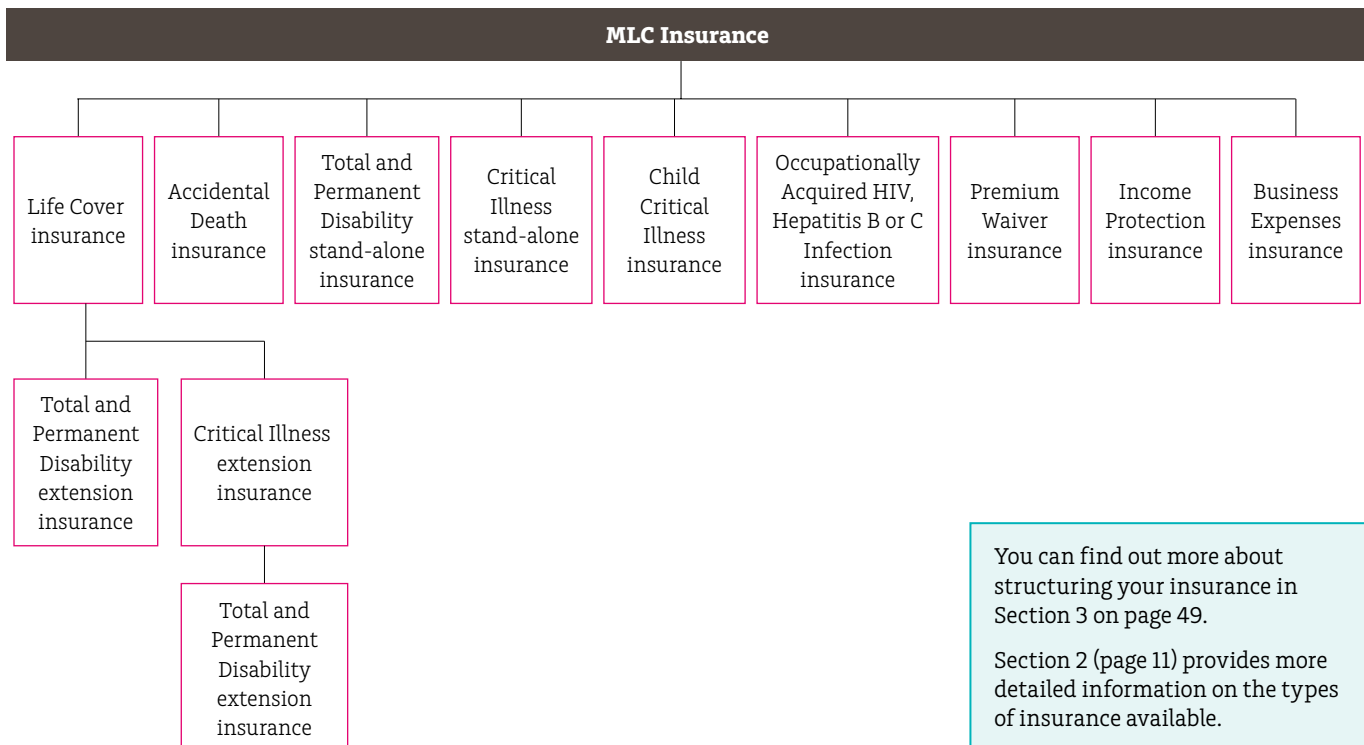 MLC Insurance
Life Cover
insurance
Accidental
Death
insurance
Total and
Permanent
Disability
stand-alone
insurance
Critical
Illness
stand-alone
insurance
Child
Critical
Illness
insurance
Occupationally
Acquired HIV,
Hepatitis B or C
Infection
insurance
Premium
Waiver
insurance
Income
Protection
insurance
Business
Expenses
insurance
Total and
Permanent
Disability
extension
insurance
Critical Illness
extension
insurance
Total and
Permanent
Disability
extension
insurance
You can find out more about
structuring your insurance in
Section 3 on page 49.
Section 2 (page 11) provides more
detailed information on the types
of insurance available.